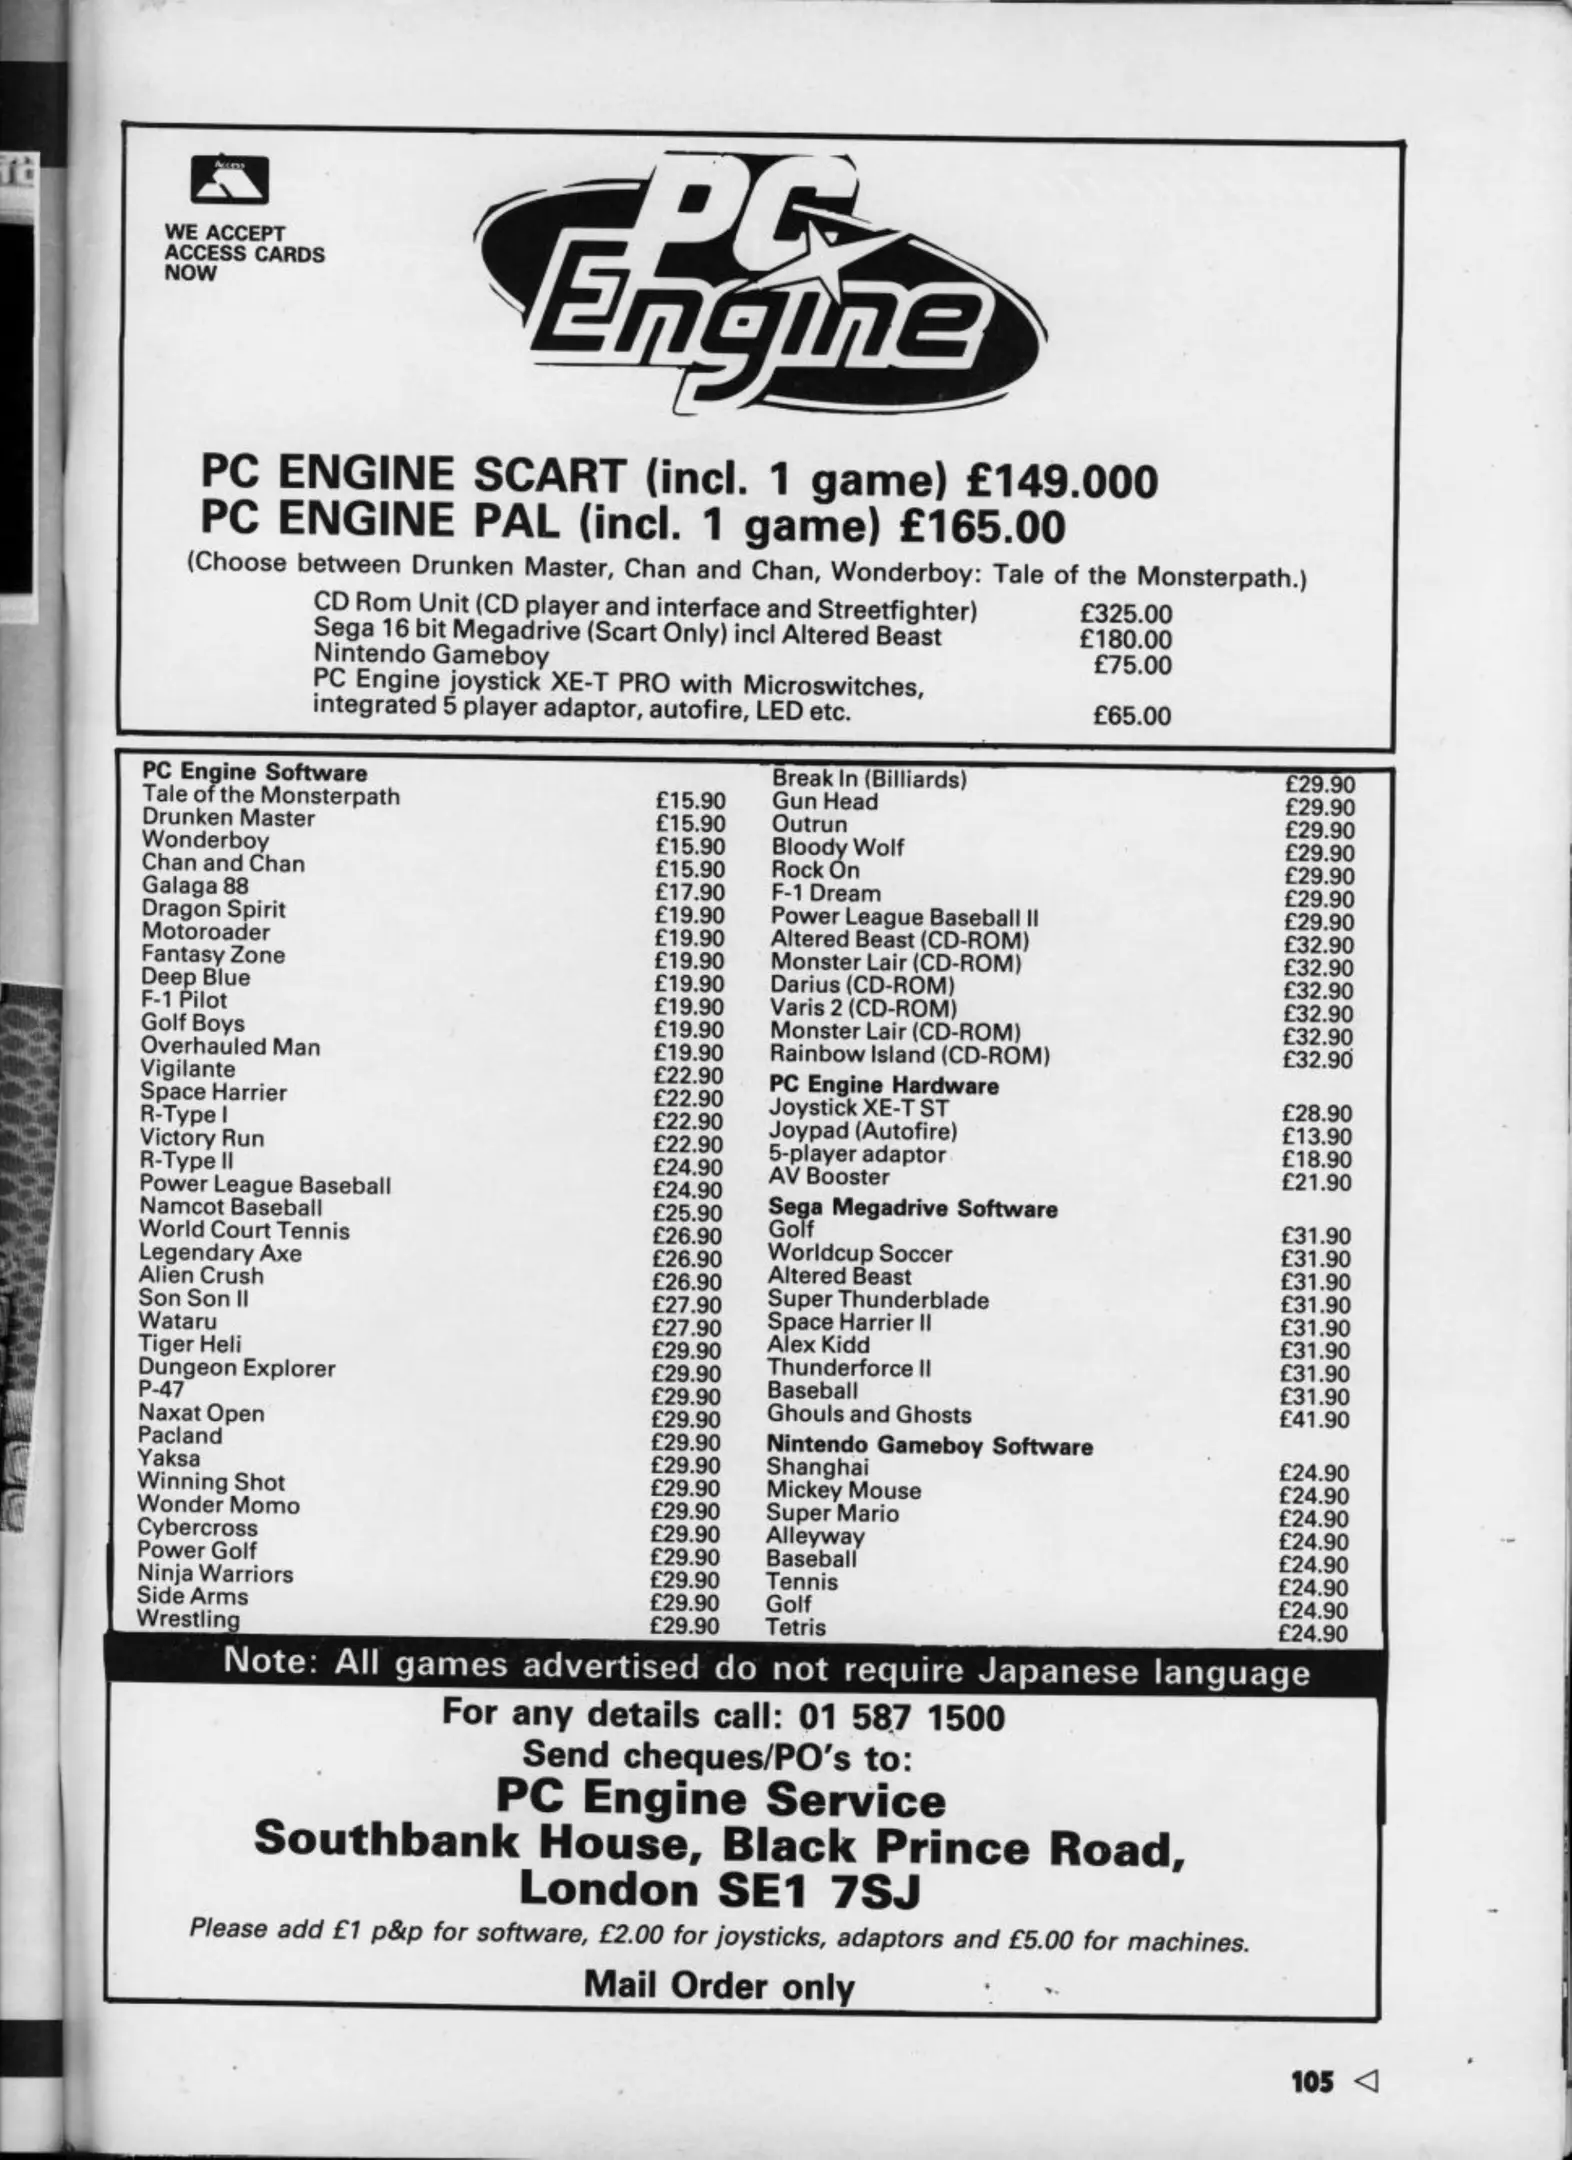 Access
WE ACCEPT
ACCESS CARDS
NOW
PC
Engine
PC ENGINE SCART (incl. 1 game) £149.000
PC ENGINE PAL (incl. 1 game) £165.00
(Choose between Drunken Master, Chan and Chan, Wonderboy: Tale of the Monsterpath.)
CD Rom Unit (CD player and interface and Streetfighter) £325.00
Sega 16 bit Megadrive (Scart Only) incl Altered Beast £180.00
Nintendo Gameboy £75.00
PC Engine joystick XE-T PRO with Microswitches,
integrated 5 player adaptor, autofire, LED etc. £65.00
PC Engine Software
Tale of the Monsterpath £15.90
Drunken Master £15.90
Wonderboy £15.90
Chan and Chan £15.90
Galaga 88 £17.90
Dragon Spirit £19.90
Motoroader £19.90
Fantasy Zone £19.90
Deep Blue £19.90
F-1 Pilot £19.90
Golf Boys £19.90
Overhauled Man £19.90
Vigilante £22.90
Space Harrier £22.90
R-Type I £22.90
Victory Run £22.90
R-Type II £24.90
Power League Baseball £24.90
Namcot Baseball £25.90
World Court Tennis £26.90
Legendary Axe £26.90
Alien Crush £26.90
Son Son II £27.90
Wataru £27.90
Tiger Heli £29.90
Dungeon Explorer £29.90
P-47 £29.90
Naxat Open £29.90
Pacland £29.90
Yaksa £29.90
Winning Shot £29.90
Wonder Momo £29.90
Cybercross £29.90
Power Golf £29.90
Ninja Warriors £29.90
Side Arms £29.90
Wrestling £29.90
Break In (Billiards) £29.90
Gun Head £29.90
Outrun £29.90
Bloody Wolf £29.90
Rock On £29.90
F-1 Dream £29.90
Power League Baseball II £29.90
Altered Beast (CD-ROM) £32.90
Monster Lair (CD-ROM) £32.90
Darius (CD-ROM) £32.90
Varis 2 (CD-ROM) £32.90
Monster Lair (CD-ROM) £32.90
Rainbow Island (CD-ROM) £32.90
PC Engine Hardware
Joystick XE-T ST £28.90
Joypad (Autofire) £13.90
5-player adaptor £18.90
AV Booster £21.90
Sega Megadrive Software
Golf £31.90
Worldcup Soccer £31.90
Altered Beast £31.90
Super Thunderblade £31.90
Space Harrier II £31.90
Alex Kidd £31.90
Thunderforce II £31.90
Baseball £31.90
Ghouls and Ghosts £41.90
Nintendo Gameboy Software
Shanghai £24.90
Mickey Mouse £24.90
Super Mario £24.90
Alleyway £24.90
Baseball £24.90
Tennis £24.90
Golf £24.90
Tetris £24.90
Note: All games advertised do not require Japanese language
For any details call: 01 587 1500
Send cheques/PO's to:
PC Engine Service
Southbank House, Black Prince Road,
London SE1 7SJ
Please add £1 p&p for software, £2.00 for joysticks, adaptors and £5.00 for machines.
Mail Order only
105